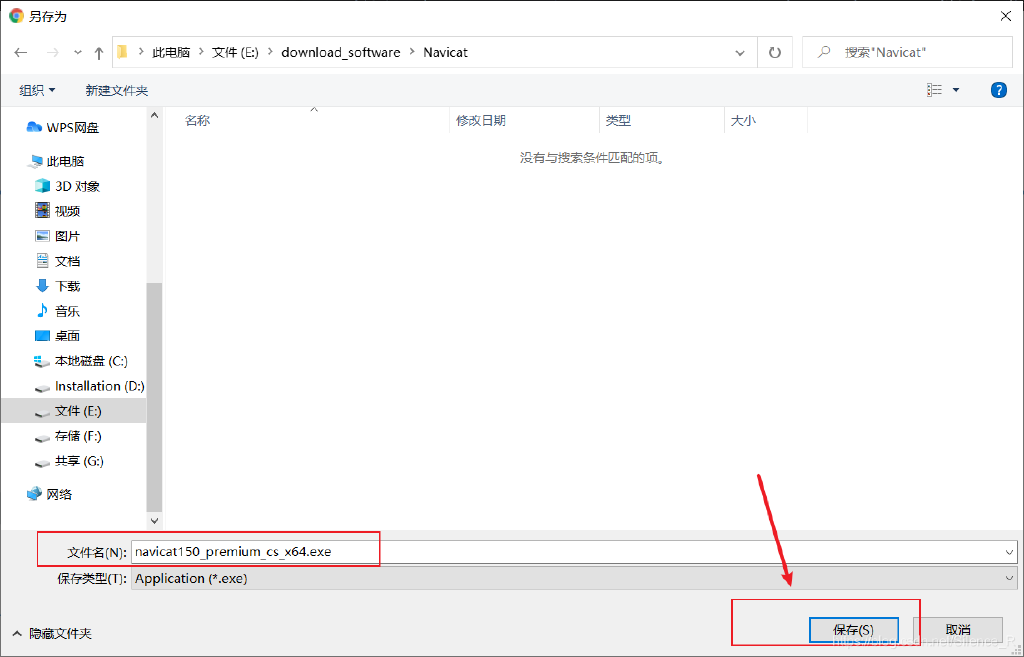 另存为
此电脑 › 文件 (E:) › download_software › Navicat
搜索"Navicat"
组织
新建文件夹
名称
修改日期
类型
大小
没有与搜索条件匹配的项。
WPS网盘
此电脑
3D 对象
视频
图片
文档
下载
音乐
桌面
本地磁盘 (C:)
Installation (D:)
文件 (E:)
存储 (F:)
共享 (G:)
网络
文件名(N): navicat150_premium_cs_x64.exe
保存类型(T): Application (*.exe)
隐藏文件夹
保存(S)
取消